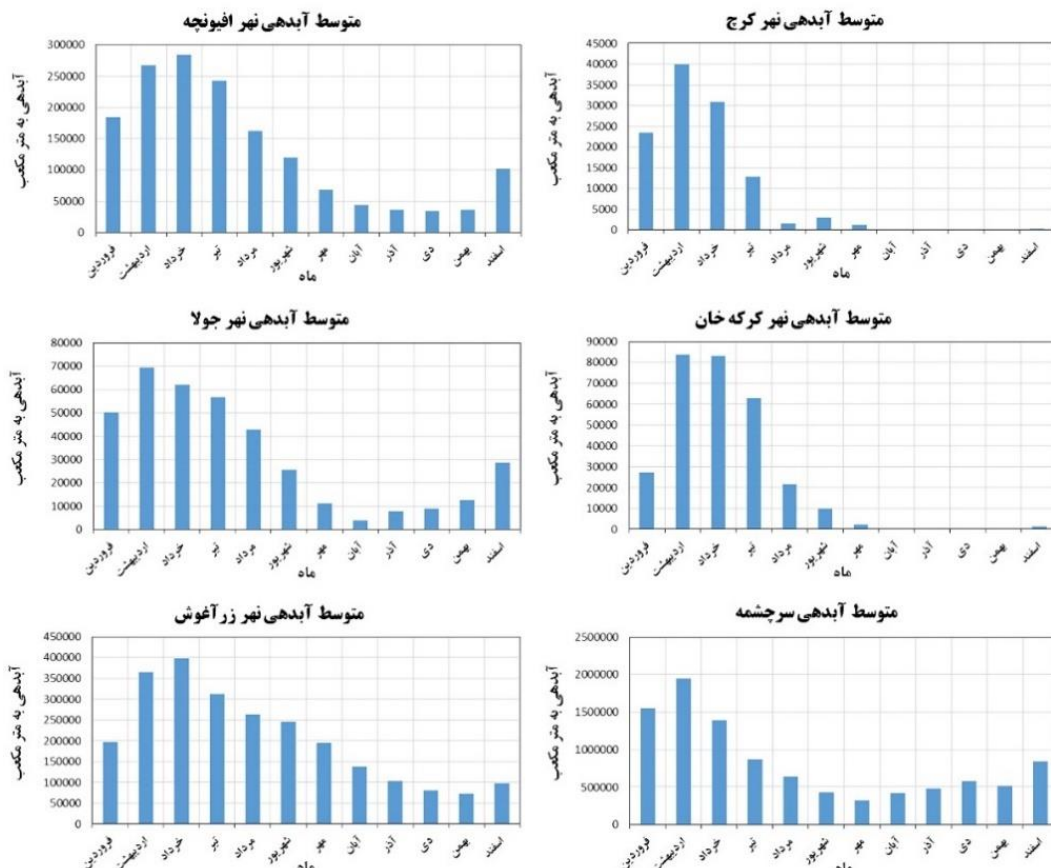 متوسط آبدهی نهر افیونچه
آبدهی به متر مکعب
300000
250000
200000
150000
100000
50000
0
فروردین اردیبهشت خرداد تیر مرداد شهریور مهر آبان آذر دی بهمن اسفند
ماه
متوسط آبدهی نهر کرچ
آبدهی به متر مکعب
45000
40000
35000
30000
25000
20000
15000
10000
5000
0
فروردین اردیبهشت خرداد تیر مرداد شهریور مهر آبان آذر دی بهمن اسفند
ماه
متوسط آبدهی نهر جولا
آبدهی به متر مکعب
80000
70000
60000
50000
40000
30000
20000
10000
0
فروردین اردیبهشت خرداد تیر مرداد شهریور مهر آبان آذر دی بهمن اسفند
ماه
متوسط آبدهی نهر کرکه خان
آبدهی به متر مکعب
90000
80000
70000
60000
50000
40000
30000
20000
10000
0
فروردین اردیبهشت خرداد تیر مرداد شهریور مهر آبان آذر دی بهمن اسفند
ماه
متوسط آبدهی نهر زرآغوش
آبدهی به متر مکعب
450000
400000
350000
300000
250000
200000
150000
100000
50000
0
فروردین اردیبهشت خرداد تیر مرداد شهریور مهر آبان آذر دی بهمن اسفند
ماه
متوسط آبدهی سرچشمه
آبدهی به متر مکعب
2500000
2000000
1500000
1000000
500000
0
فروردین اردیبهشت خرداد تیر مرداد شهریور مهر آبان آذر دی بهمن اسفند
ماه